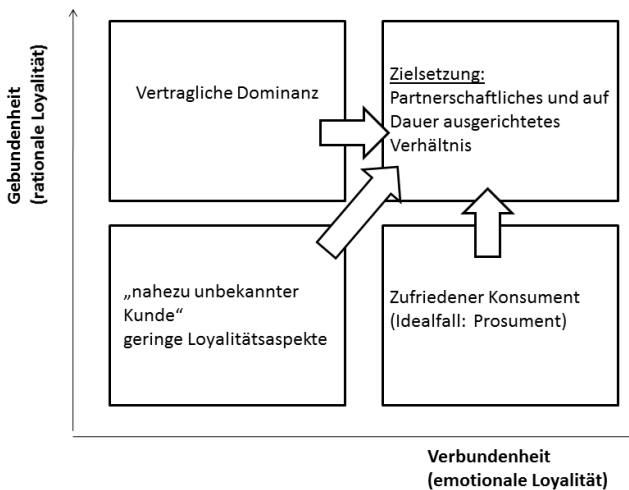 Gebundenheit
(rationale Loyalität)
Vertragliche Dominanz
Zielsetzung:
Partnerschaftliches und auf
Dauer ausgerichtetes
Verhältnis
„nahezu unbekannter
Kunde“
geringe Loyalitätsaspekte
Zufriedener Konsument
(Idealfall: Prosument)
Verbundenheit
(emotionale Loyalität)